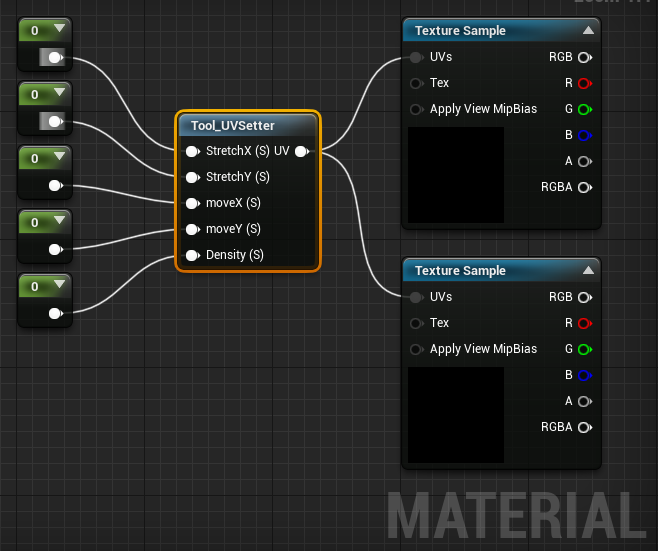 0
0
0
0
0
Tool_UVSetter
StretchX (S) UV
StretchY (S)
moveX (S)
moveY (S)
Density (S)
Texture Sample
UVs RGB
Tex R
Apply View MipBias G
B
A
RGBA
Texture Sample
UVs RGB
Tex R
Apply View MipBias G
B
A
RGBA
MATERIAL